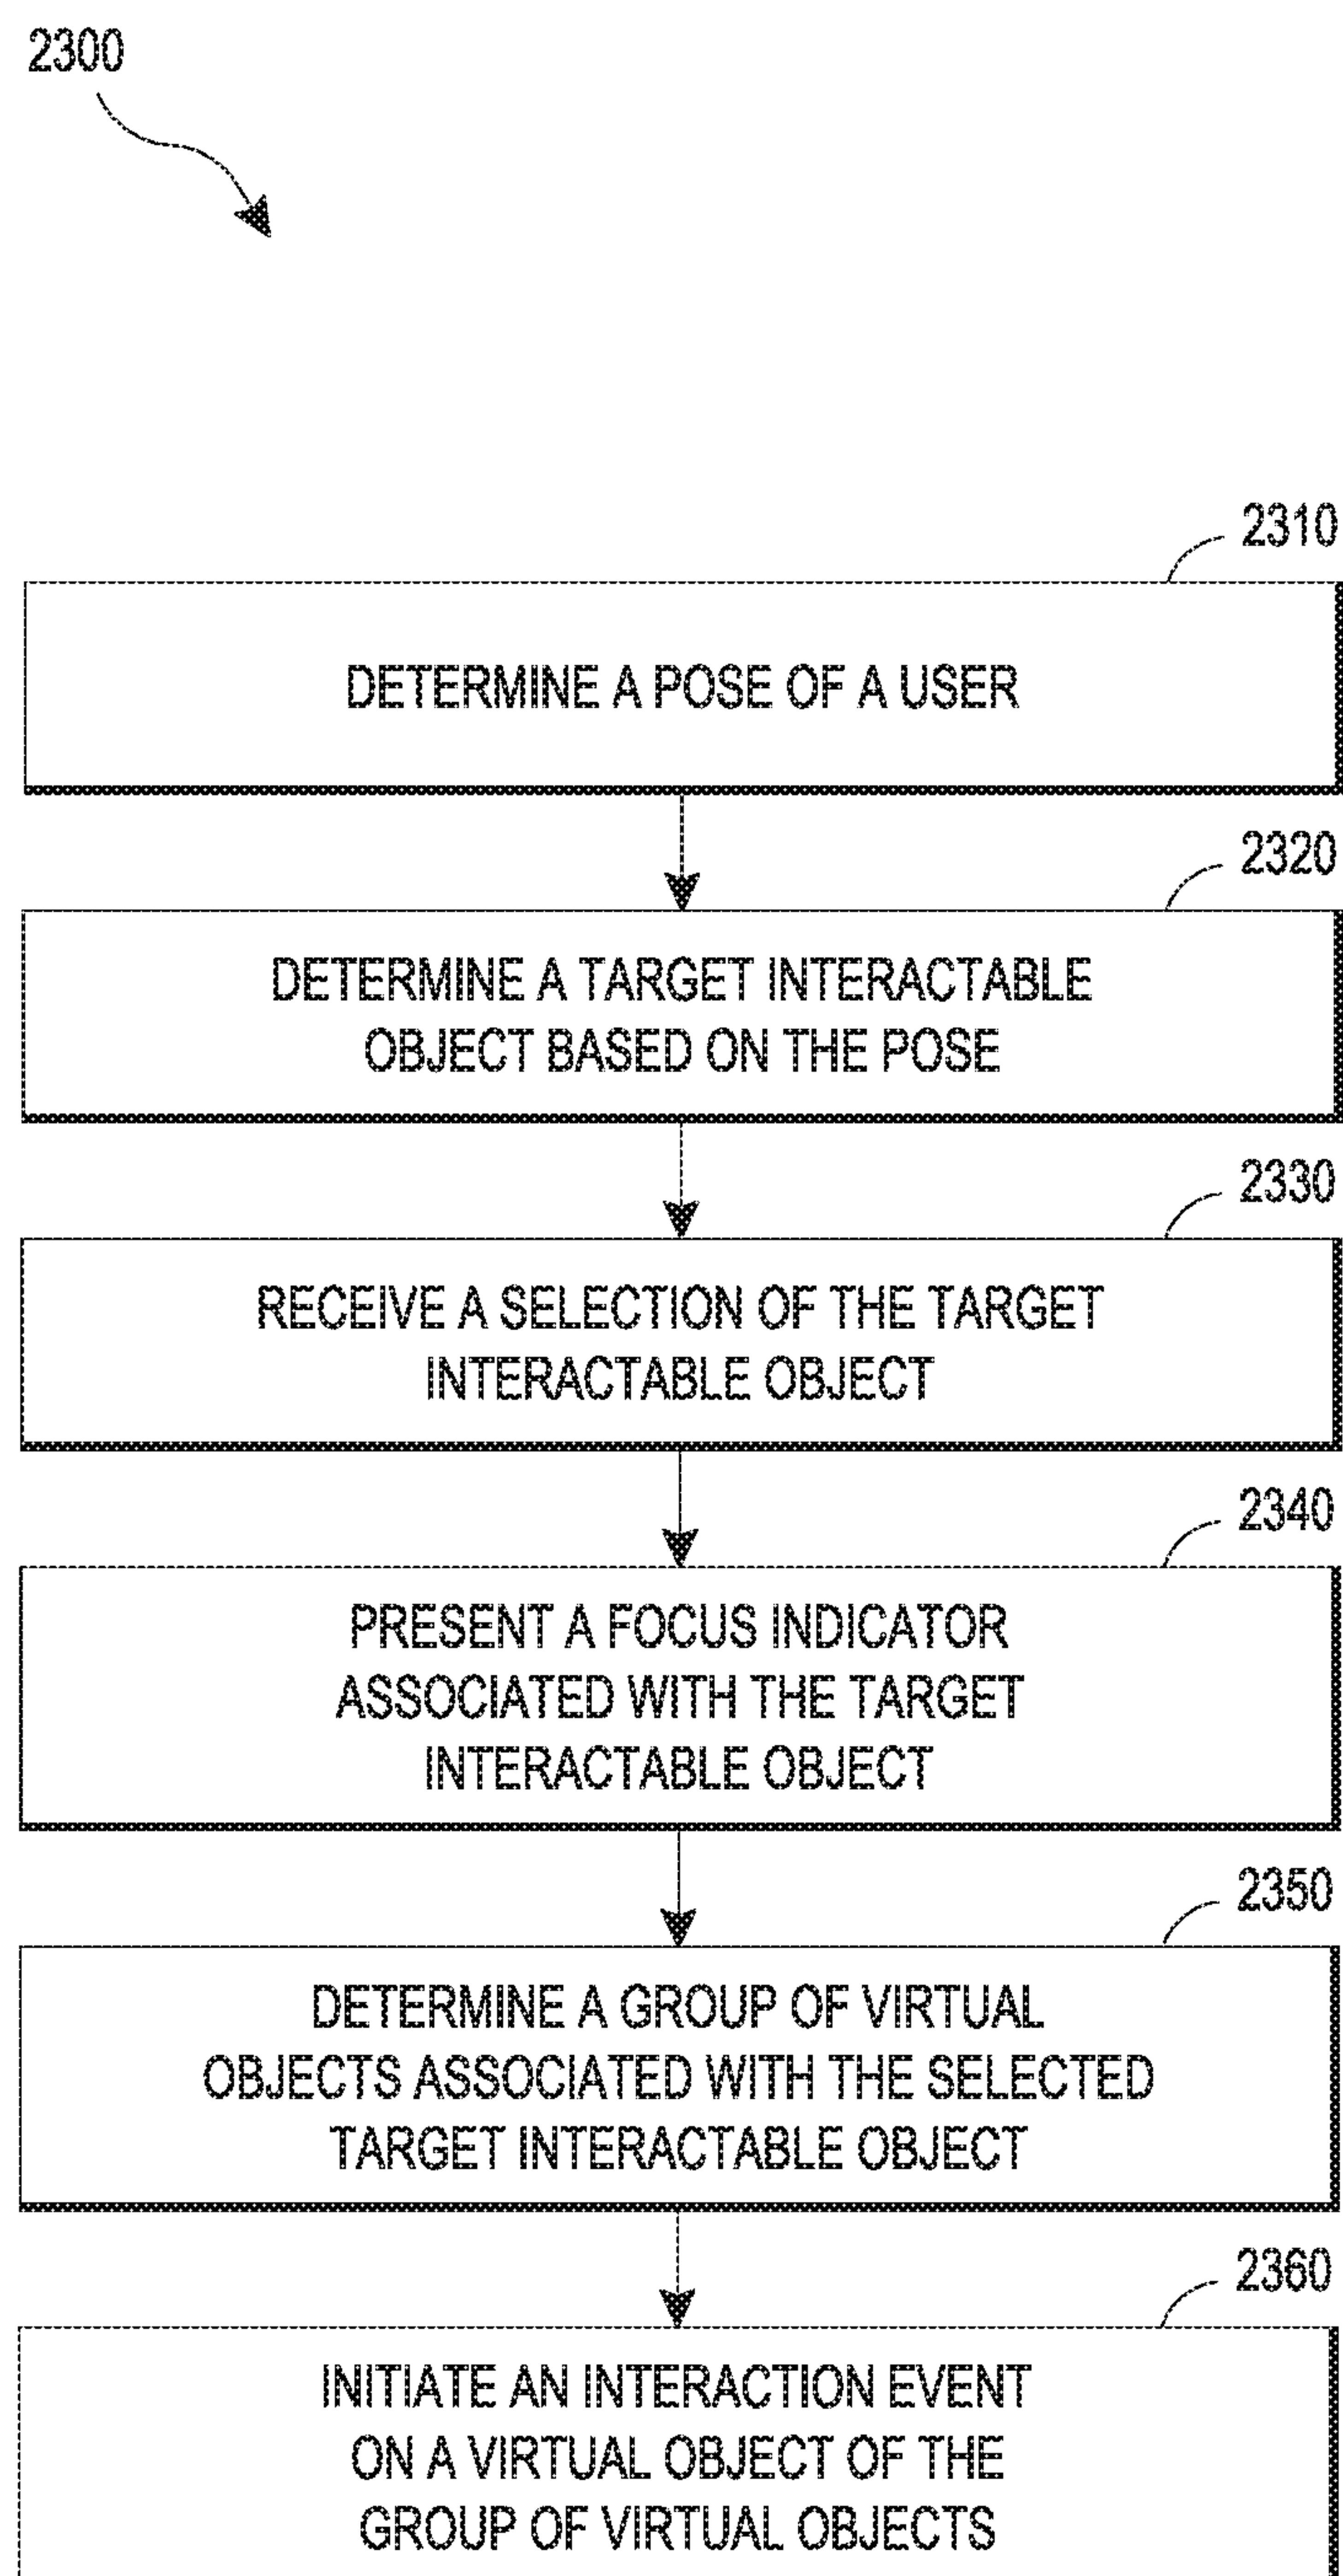 2300
2310
DETERMINE A POSE OF A USER
2320
DETERMINE A TARGET INTERACTABLE
OBJECT BASED ON THE POSE
2330
RECEIVE A SELECTION OF THE TARGET
INTERACTABLE OBJECT
2340
PRESENT A FOCUS INDICATOR
ASSOCIATED WITH THE TARGET
INTERACTABLE OBJECT
2350
DETERMINE A GROUP OF VIRTUAL
OBJECTS ASSOCIATED WITH THE SELECTED
TARGET INTERACTABLE OBJECT
2360
INITIATE AN INTERACTION EVENT
ON A VIRTUAL OBJECT OF THE
GROUP OF VIRTUAL OBJECTS